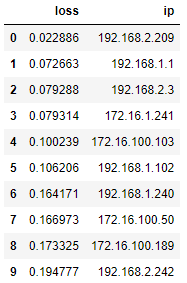 loss ip
0 0.022886 192.168.2.209
1 0.072663 192.168.1.1
2 0.079288 192.168.2.3
3 0.079314 172.16.1.241
4 0.100239 172.16.100.103
5 0.106206 192.168.1.102
6 0.164171 192.168.1.240
7 0.166973 172.16.100.50
8 0.173325 172.16.100.189
9 0.194777 192.168.2.242